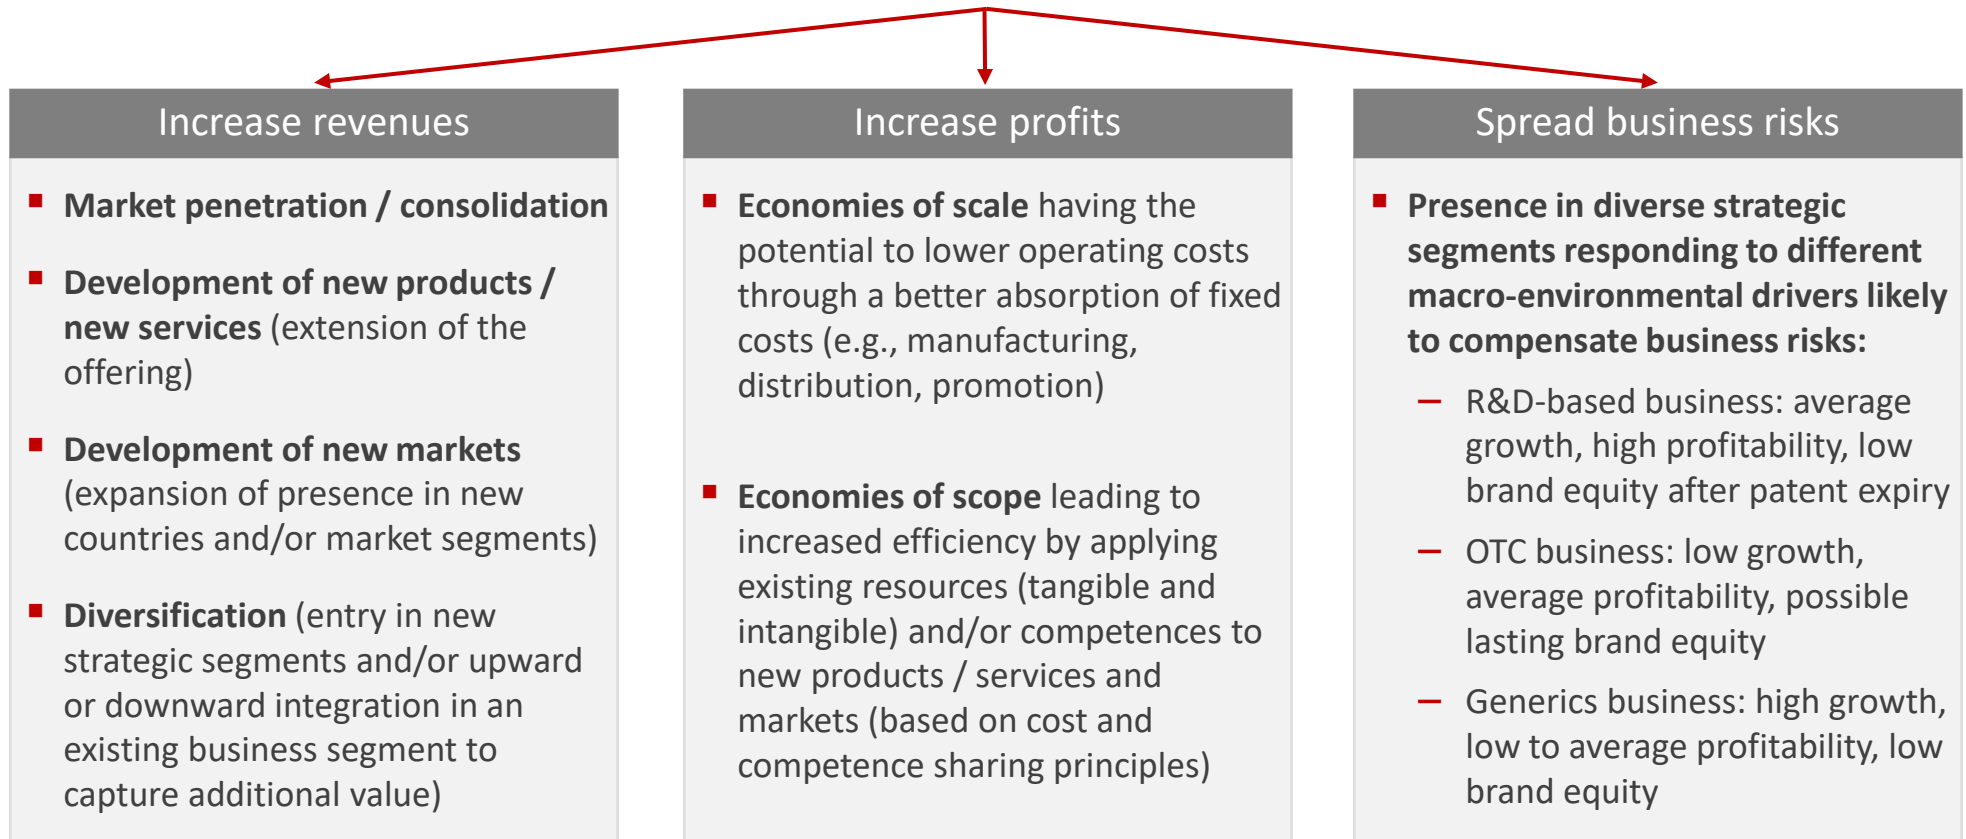 Increase revenues
▪ Market penetration / consolidation
▪ Development of new products /
new services (extension of the
offering)
▪ Development of new markets
(expansion of presence in new
countries and/or market segments)
▪ Diversification (entry in new
strategic segments and/or upward
or downward integration in an
existing business segment to
capture additional value)
Increase profits
▪ Economies of scale having the
potential to lower operating costs
through a better absorption of fixed
costs (e.g., manufacturing,
distribution, promotion)
▪ Economies of scope leading to
increased efficiency by applying
existing resources (tangible and
intangible) and/or competences to
new products / services and
markets (based on cost and
competence sharing principles)
Spread business risks
▪ Presence in diverse strategic
segments responding to different
macro-environmental drivers likely
to compensate business risks:
– R&D-based business: average
growth, high profitability, low
brand equity after patent expiry
– OTC business: low growth,
average profitability, possible
lasting brand equity
– Generics business: high growth,
low to average profitability, low
brand equity